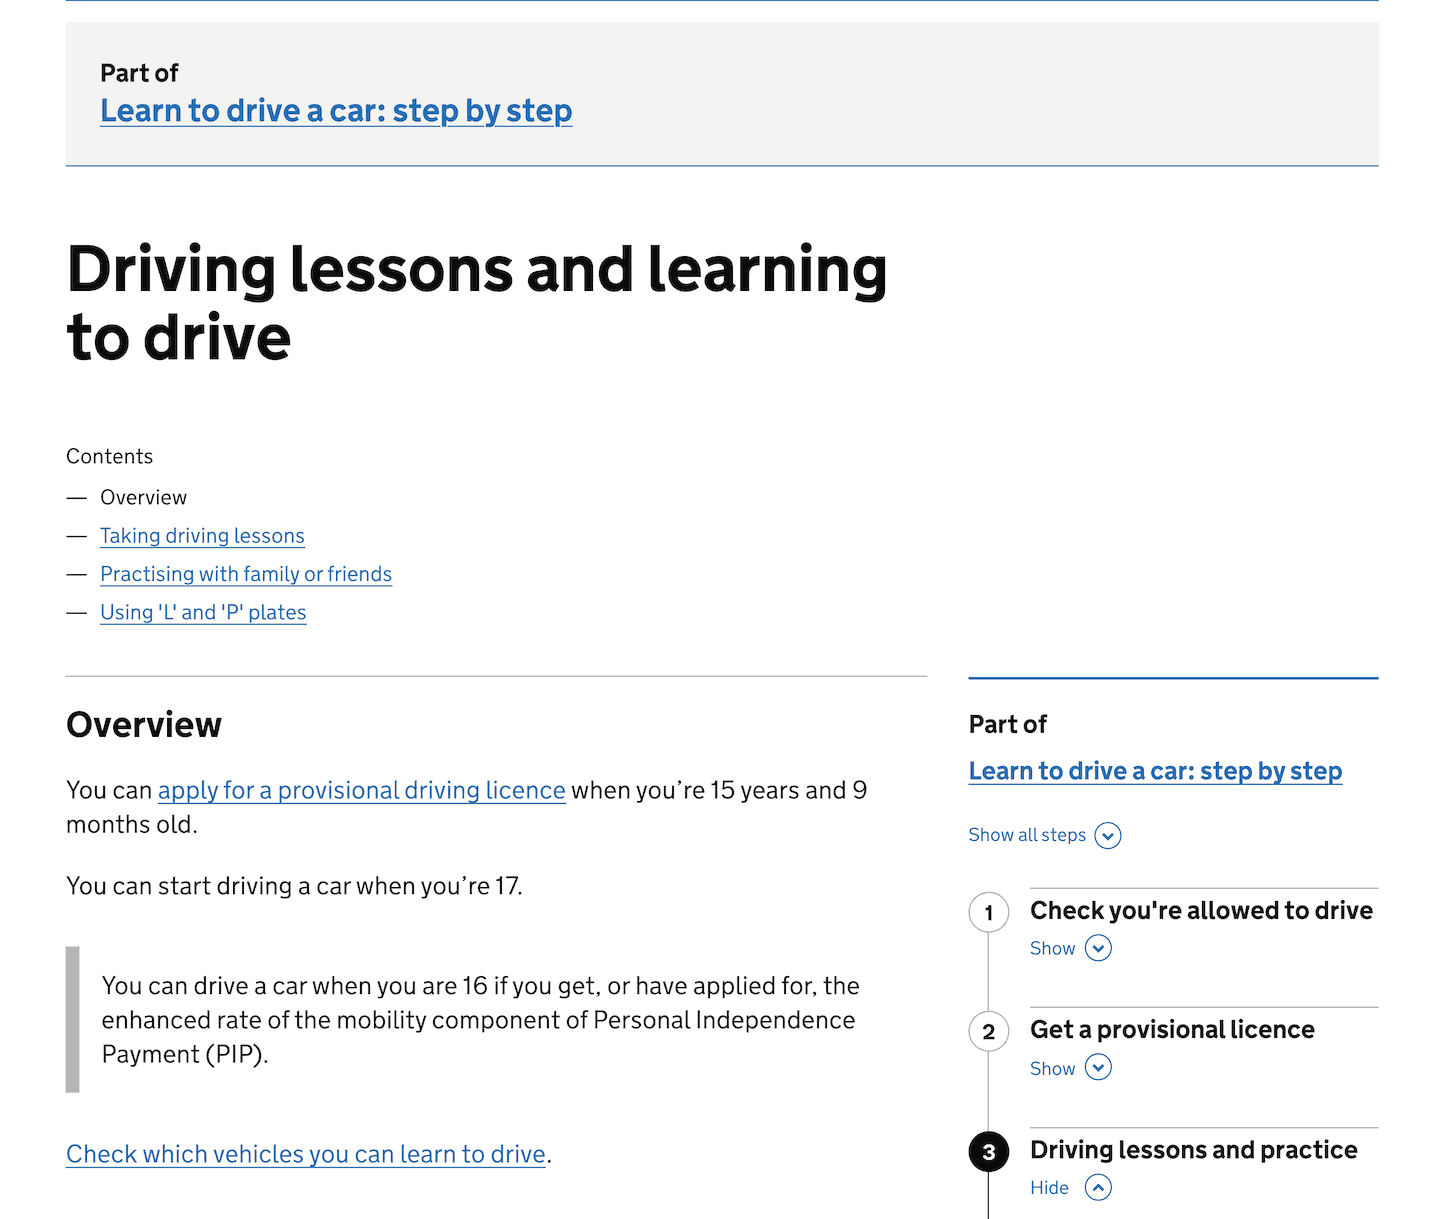 Part of
Learn to drive a car: step by step
Driving lessons and learning
to drive
Contents
— Overview
— Taking driving lessons
— Practising with family or friends
— Using 'L' and 'P' plates
Overview
You can apply for a provisional driving licence when you’re 15 years and 9
months old.
You can start driving a car when you’re 17.
You can drive a car when you are 16 if you get, or have applied for, the
enhanced rate of the mobility component of Personal Independence
Payment (PIP).
Check which vehicles you can learn to drive.
Part of
Learn to drive a car: step by step
Show all steps
1 Check you're allowed to drive
Show
2 Get a provisional licence
Show
3 Driving lessons and practice
Hide